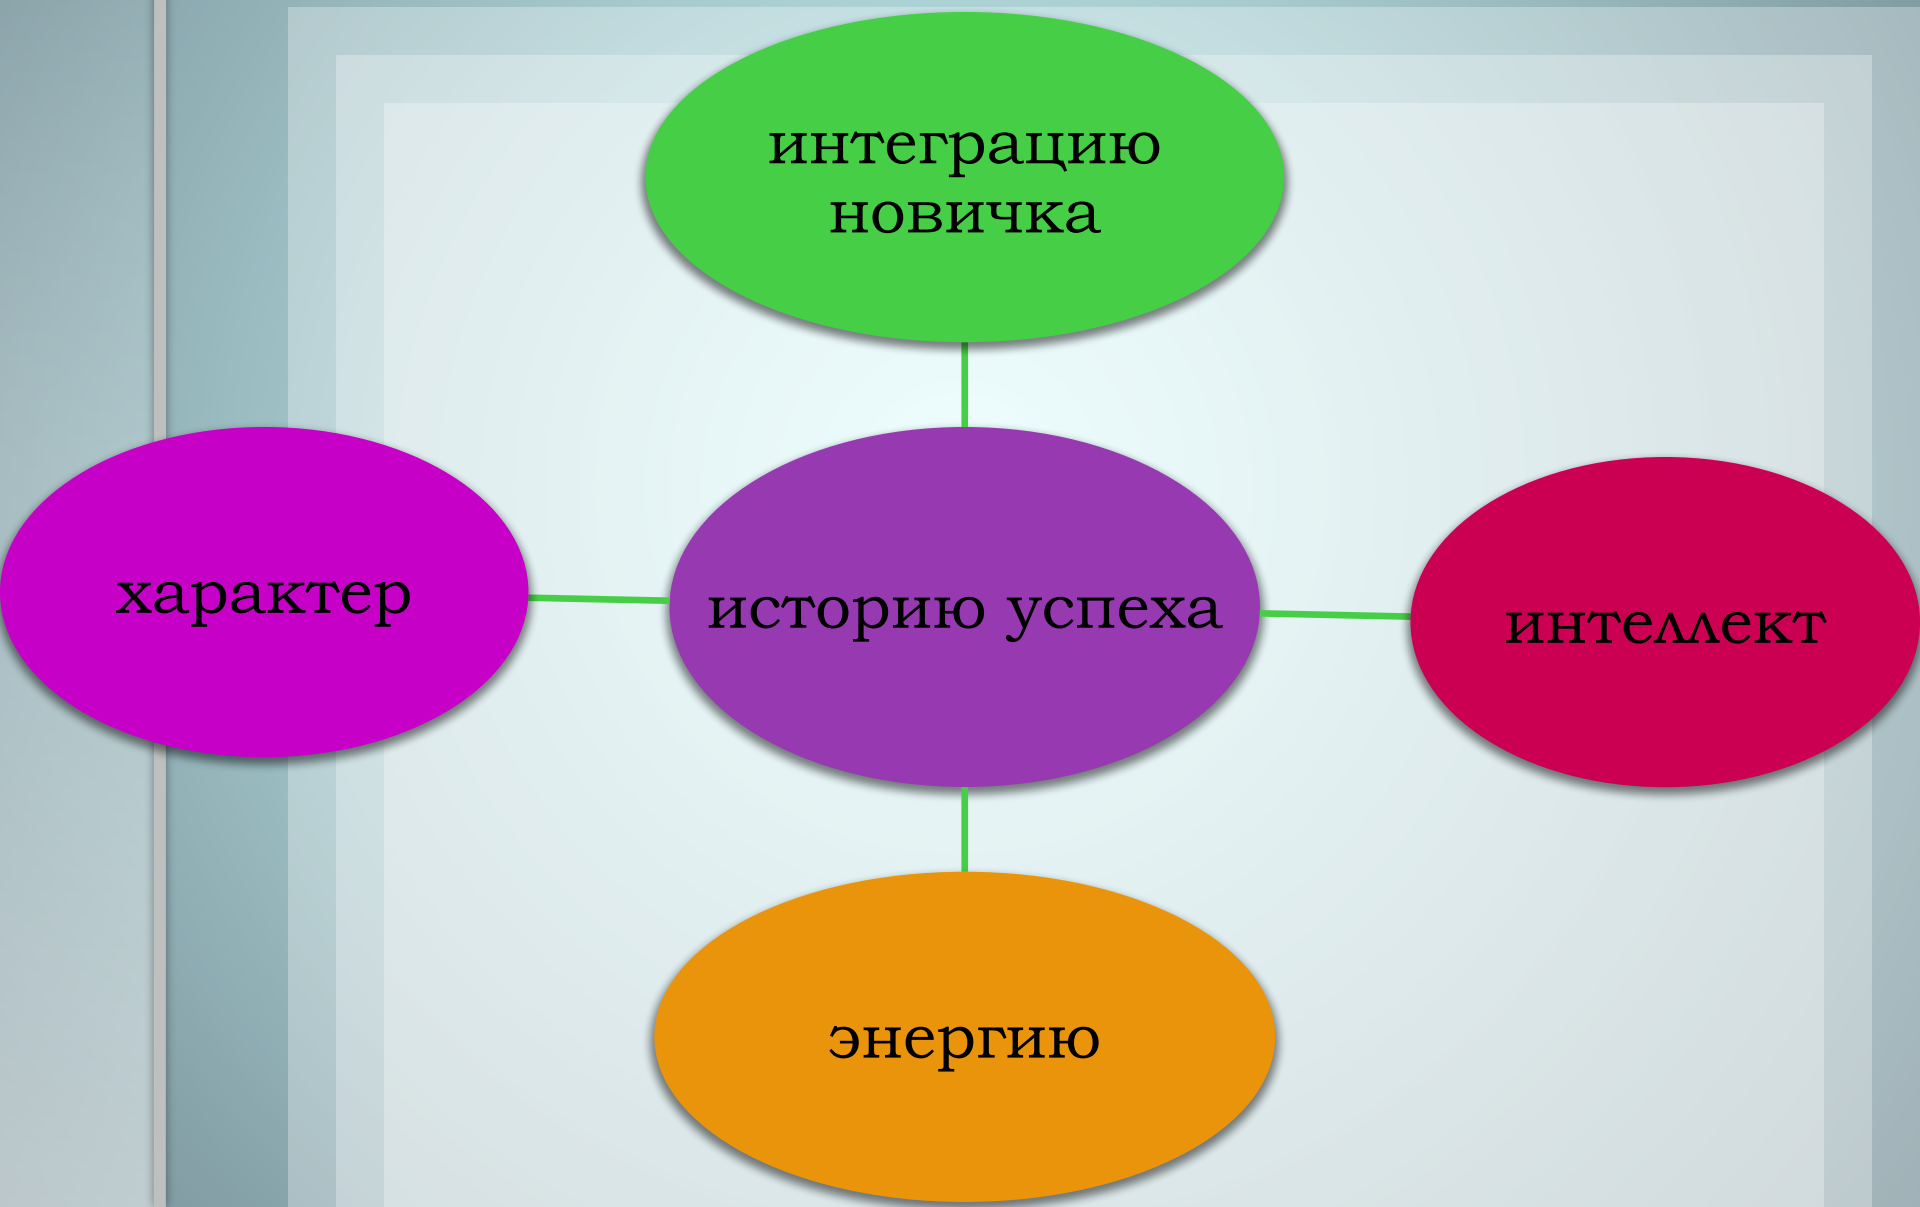 интеграцию
новичка
характер
историю успеха
интеллект
энергию